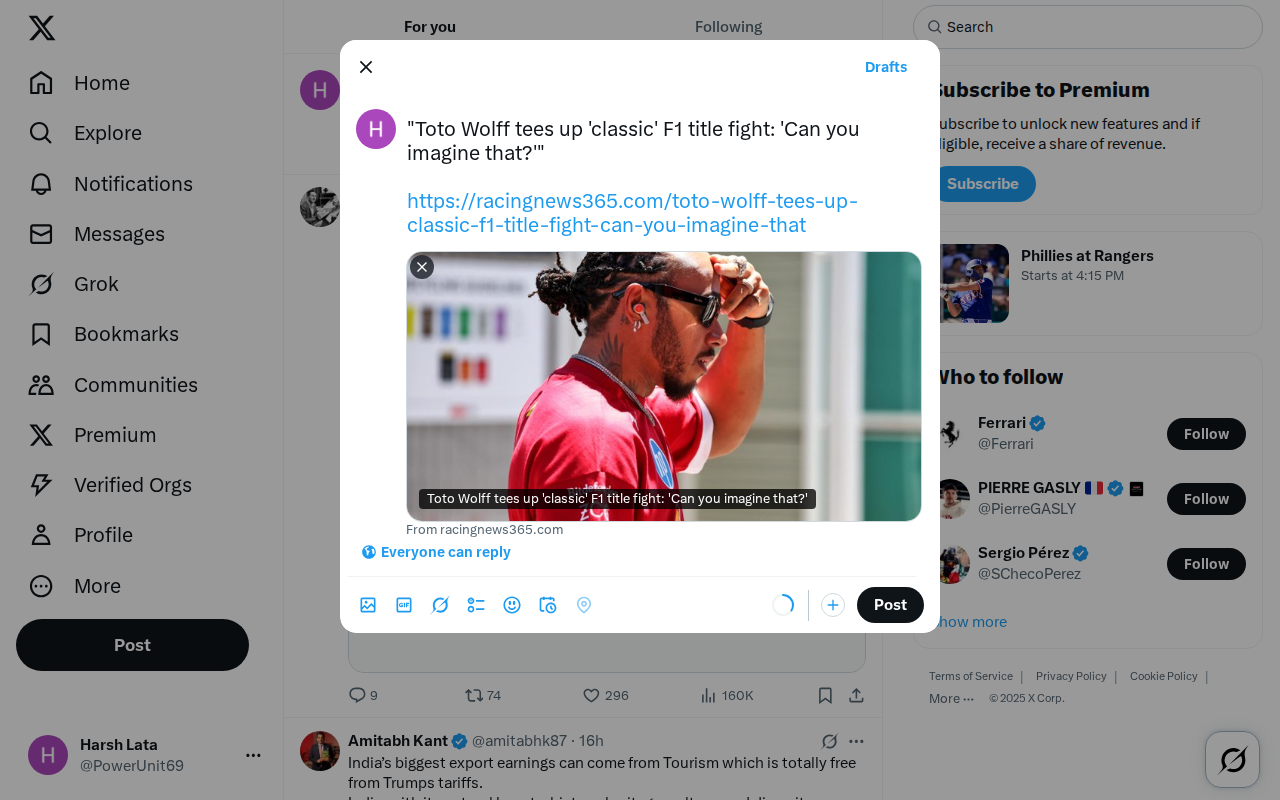 For you
Following
Search
Home
Explore
Notifications
Messages
Grok
Bookmarks
Communities
Premium
Verified Orgs
Profile
More
Post
H
Harsh Lata
@PowerUnit69
H
Drafts
H
"Toto Wolff tees up 'classic' F1 title fight: 'Can you
imagine that?'"
https://racingnews365.com/toto-wolff-tees-up-
classic-f1-title-fight-can-you-imagine-that
Toto Wolff tees up 'classic' F1 title fight: 'Can you imagine that?'
From racingnews365.com
Everyone can reply
GIF
Post
9
74
296
160K
Amitabh Kant @amitabhk87 · 16h
India's biggest export earnings can come from Tourism which is totally free
from Trumps tariffs.
Subscribe to Premium
Subscribe to unlock new features and if
eligible, receive a share of revenue.
Subscribe
Phillies at Rangers
Starts at 4:15 PM
Who to follow
Ferrari
@Ferrari
Follow
PIERRE GASLY
@PierreGASLY
Follow
Sergio Pérez
@SChecoPerez
Follow
Show more
Terms of Service | Privacy Policy | Cookie Policy |
More ··· © 2025 X Corp.